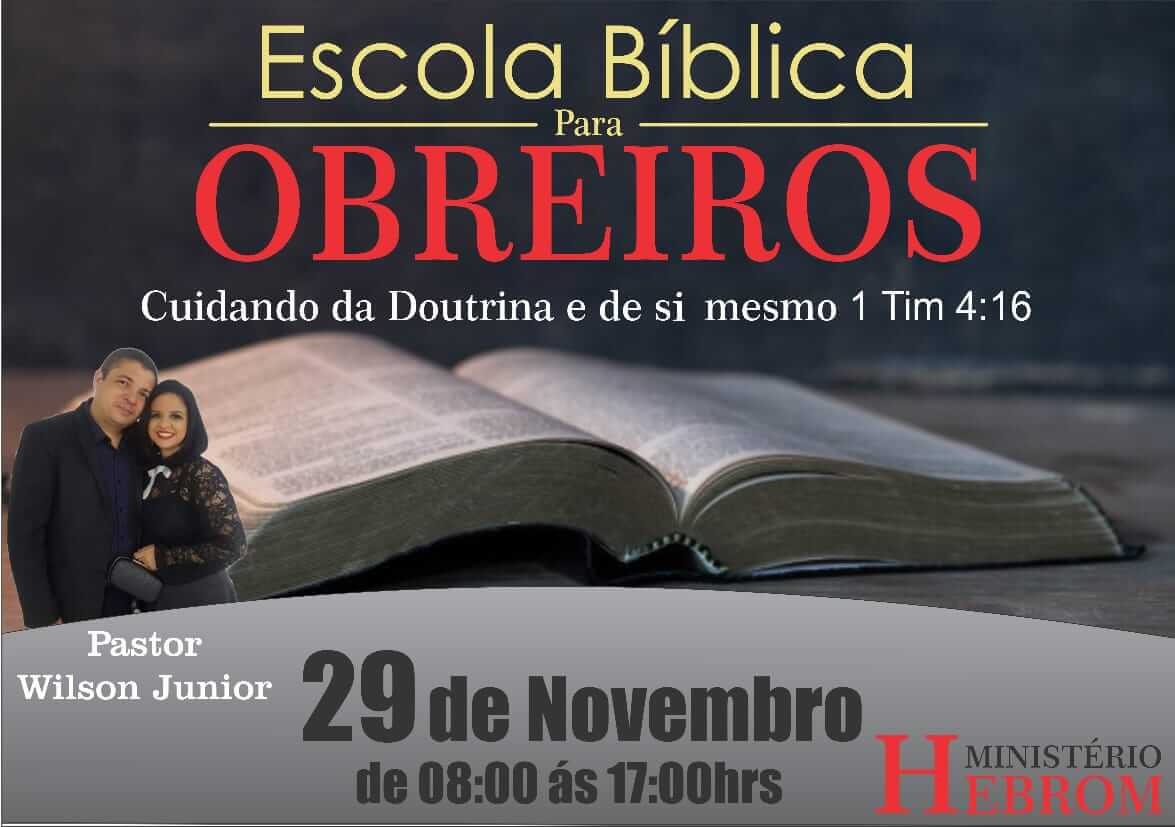 Escola Bíblica
Para
OBREIROS
Cuidando da Doutrina e de si mesmo 1 Tim 4:16
Pastor
Wilson Junior
29 de Novembro
de 08:00 ás 17:00hrs
MINISTÉRIO
HEBROM